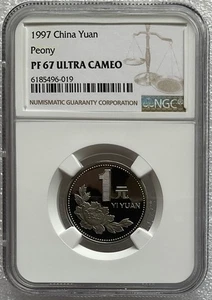 1997 China Yuan
Peony
PF 67 ULTRA CAMEO
6185496-019
NUMISMATIC GUARANTY CORPORATION
NGC
1
元
YI YUAN